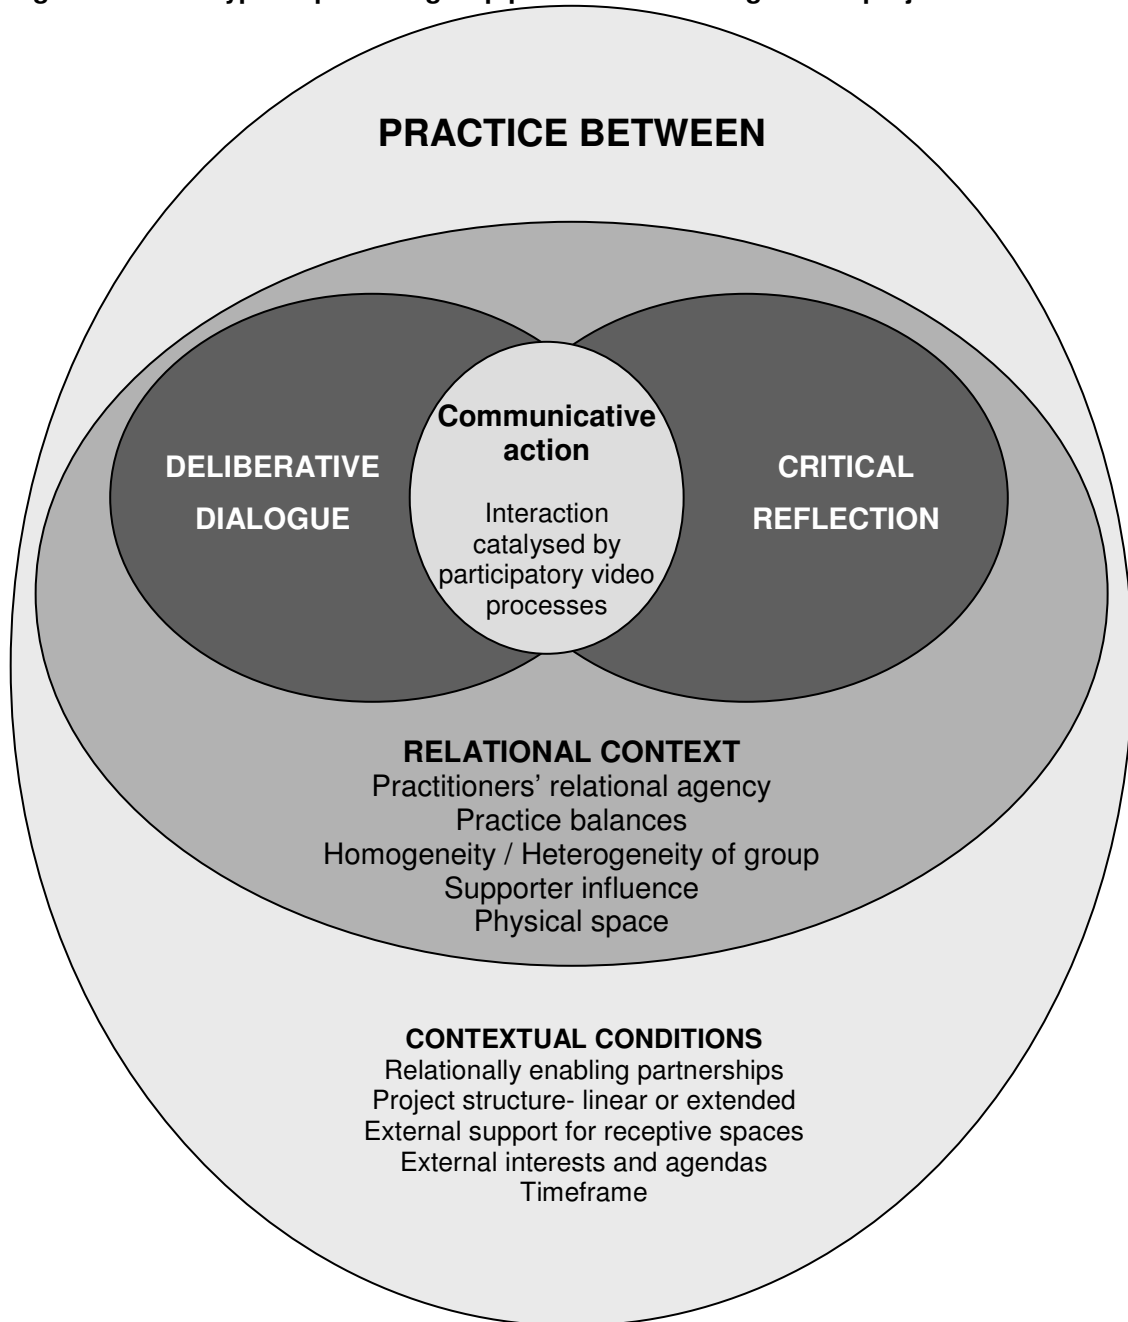 PRACTICE BETWEEN
Communicative
action
DELIBERATIVE
DIALOGUE
Interaction
catalysed by
participatory video
processes
CRITICAL
REFLECTION
RELATIONAL CONTEXT
Practitioners’ relational agency
Practice balances
Homogeneity / Heterogeneity of group
Supporter influence
Physical space
CONTEXTUAL CONDITIONS
Relationally enabling partnerships
Project structure- linear or extended
External support for receptive spaces
External interests and agendas
Timeframe